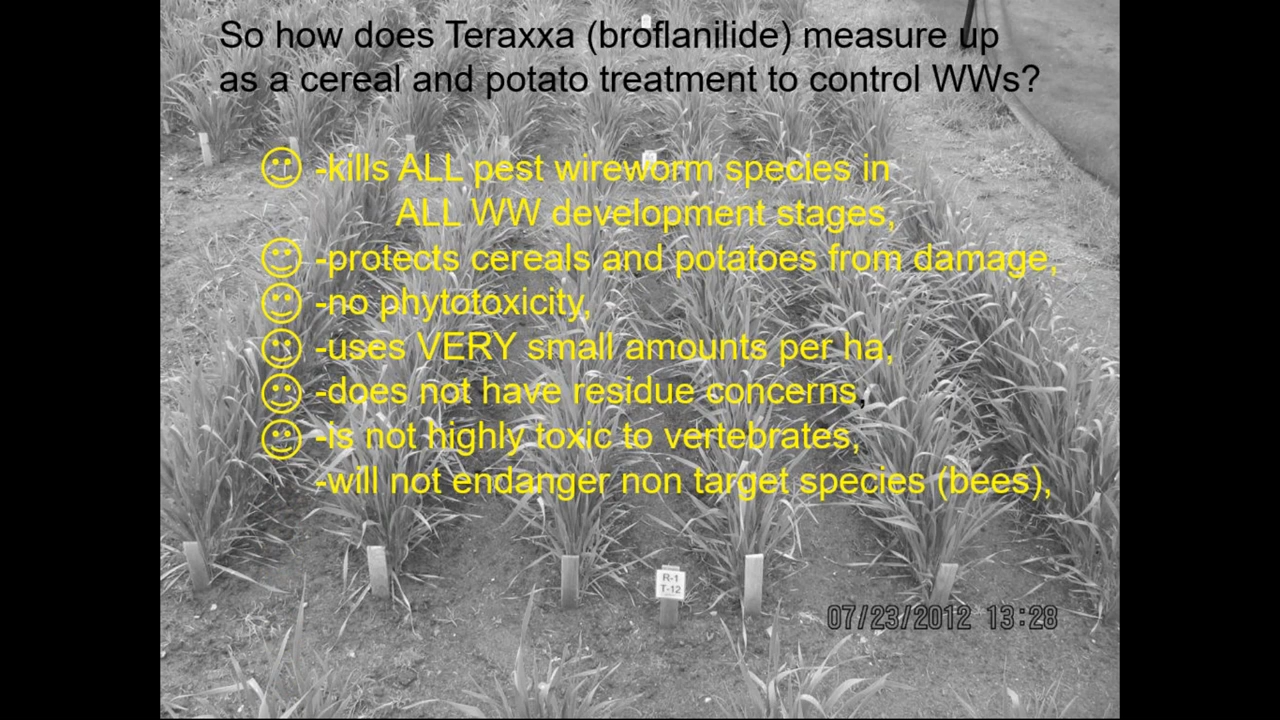 So how does Teraxxa (broflanilide) measure up
as a cereal and potato treatment to control WWs?
-kills ALL pest wireworm species in
ALL WW development stages,
-protects cereals and potatoes from damage,
-no phytotoxicity,
-uses VERY small amounts per ha,
-does not have residue concerns,
-is not highly toxic to vertebrates,
-will not endanger non target species (bees),
R-1
T-12
07/23/2012 13:28